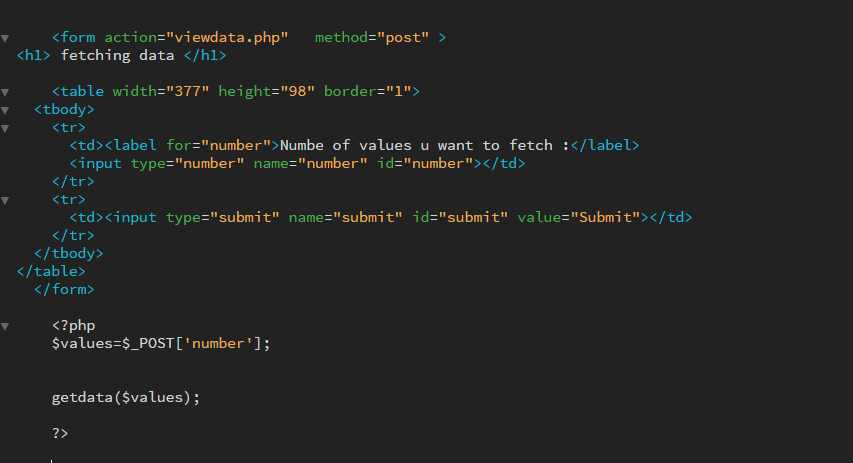 <form action="viewdata.php"   method="post" >
<h1> fetching data </h1>
<table width="377" height="98" border="1">
<tbody>
<tr>
<td><label for="number">Numbe of values u want to fetch :</label>
<input type="number" name="number" id="number"></td>
</tr>
<tr>
<td><input type="submit" name="submit" id="submit" value="Submit"></td>
</tr>
</tbody>
</table>
</form>
<?php
$values=$_POST['number'];
getdata($values);
?>